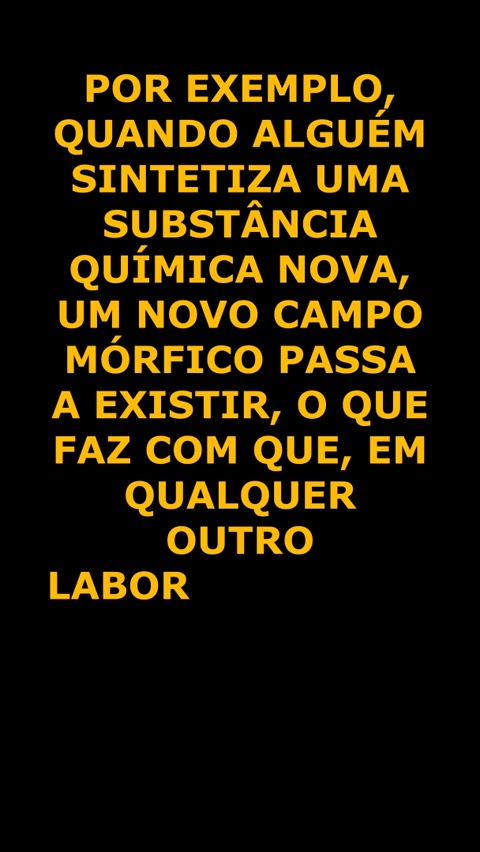 POR EXEMPLO,
QUANDO ALGUÉM
SINTETIZA UMA
SUBSTÂNCIA
QUÍMICA NOVA,
UM NOVO CAMPO
MÓRFICO PASSA
A EXISTIR, O QUE
FAZ COM QUE, EM
QUALQUER
OUTRO
LABOR